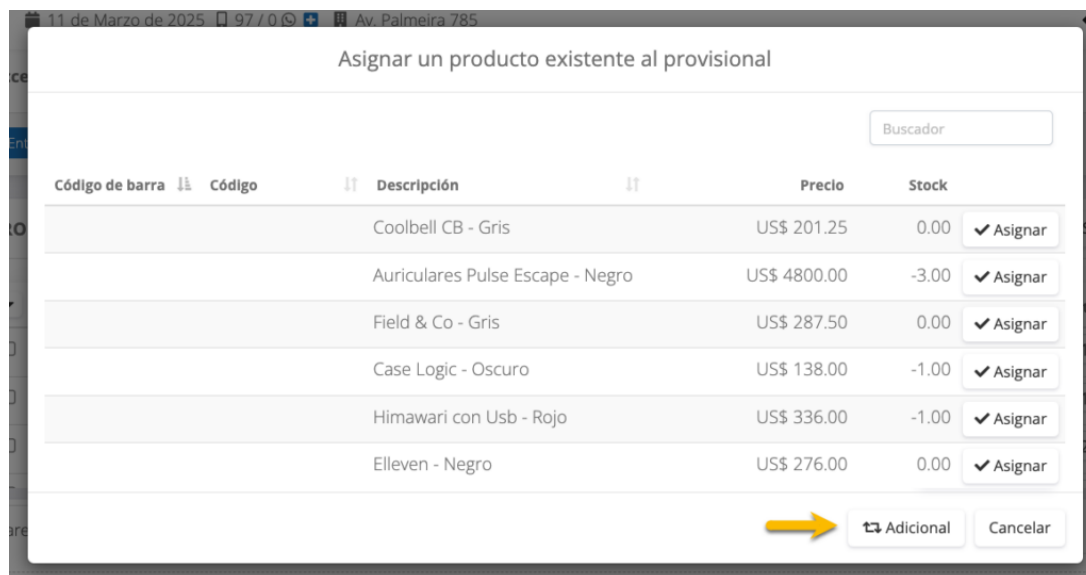 11 de Marzo de 2025 97 / 0 Av. Palmeira 785
Asignar un producto existente al provisional
Buscador
Código de barra Código Descripción Precio Stock
Coolbell CB - Gris US$ 201.25 0.00 Asignar
Auriculares Pulse Escape - Negro US$ 4800.00 -3.00 Asignar
Field & Co - Gris US$ 287.50 0.00 Asignar
Case Logic - Oscuro US$ 138.00 -1.00 Asignar
Himawari con Usb - Rojo US$ 336.00 -1.00 Asignar
Elleven - Negro US$ 276.00 0.00 Asignar
Adicional Cancelar